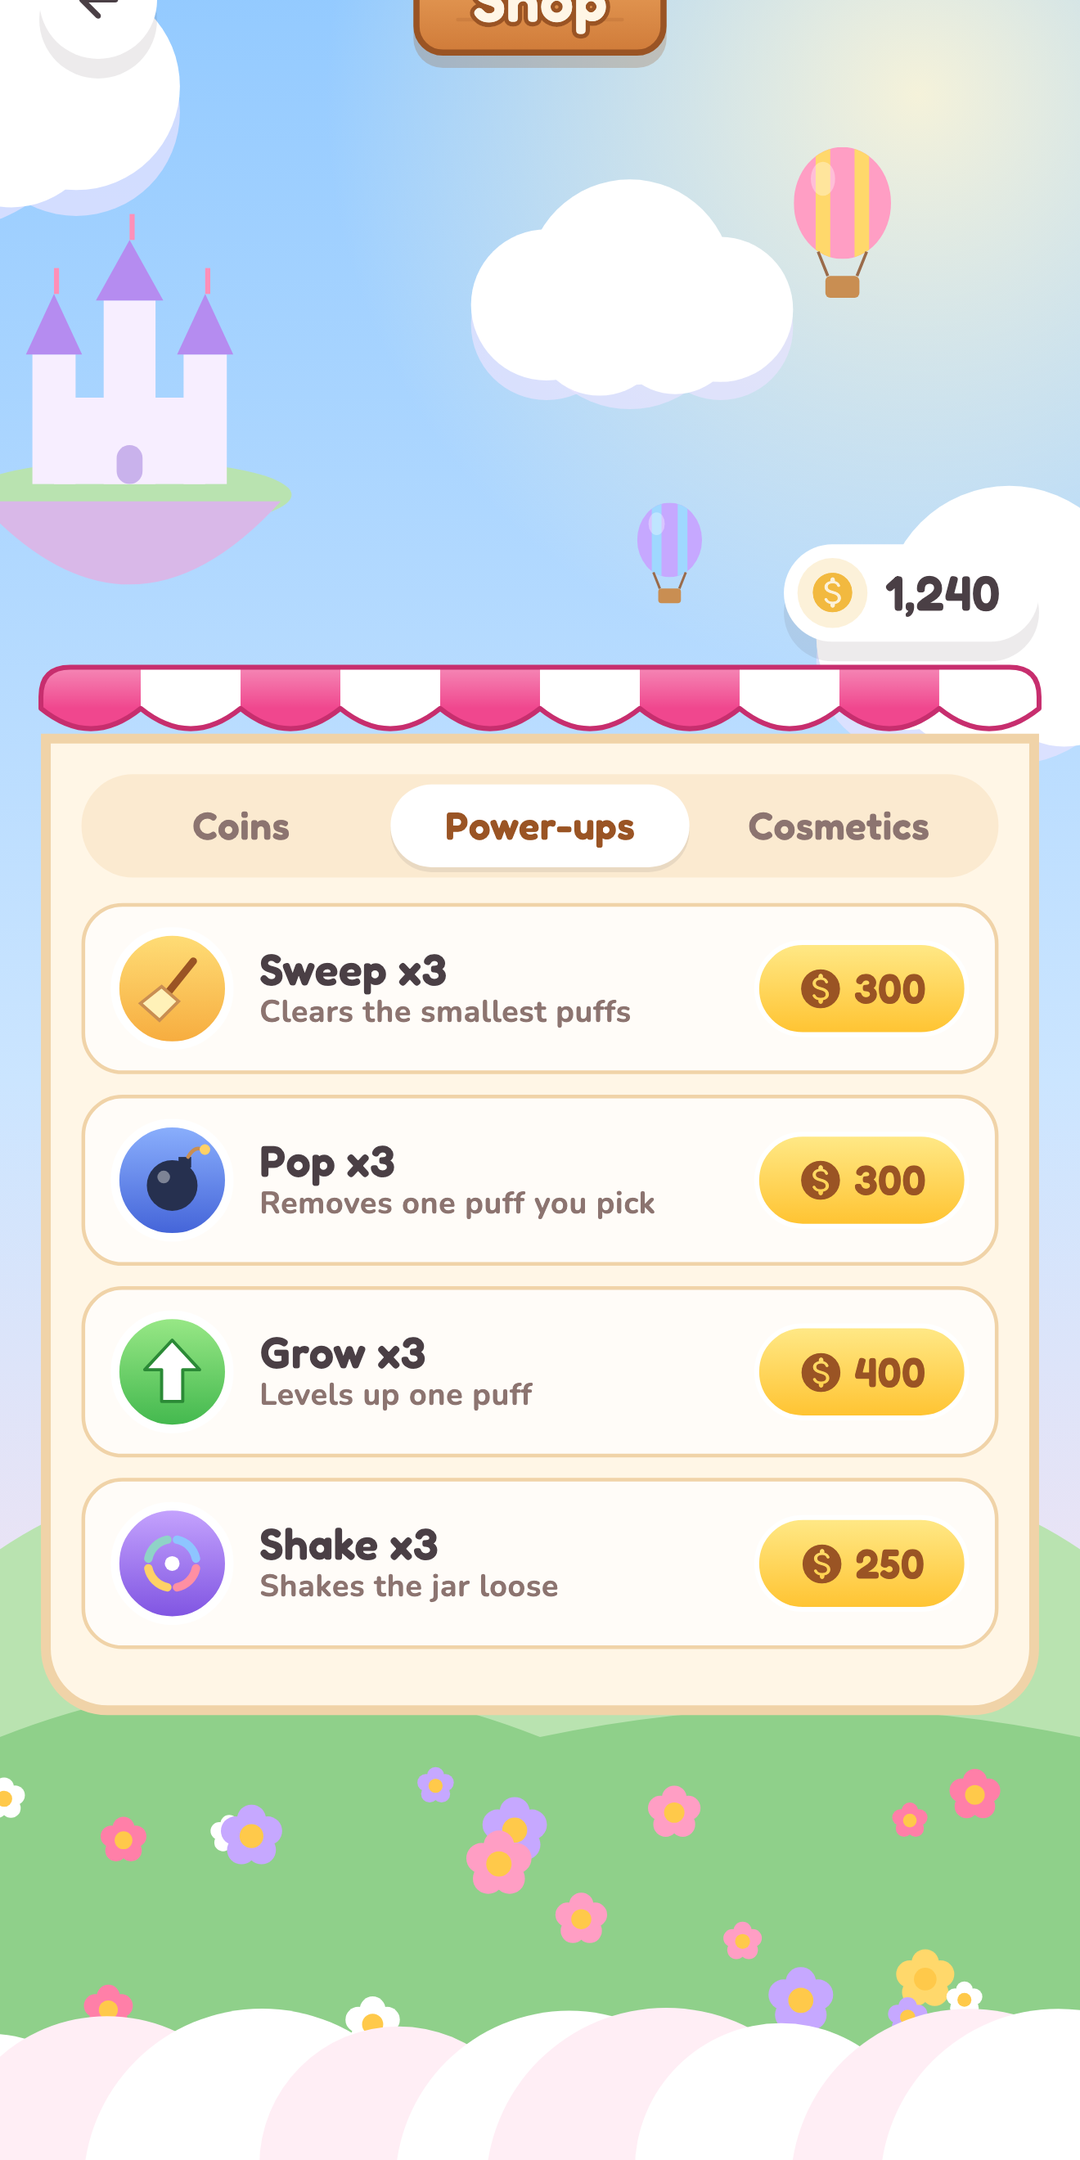 Shop
1,240
Coins
Power-ups
Cosmetics
Sweep x3
Clears the smallest puffs
300
Pop x3
Removes one puff you pick
300
Grow x3
Levels up one puff
400
Shake x3
Shakes the jar loose
250